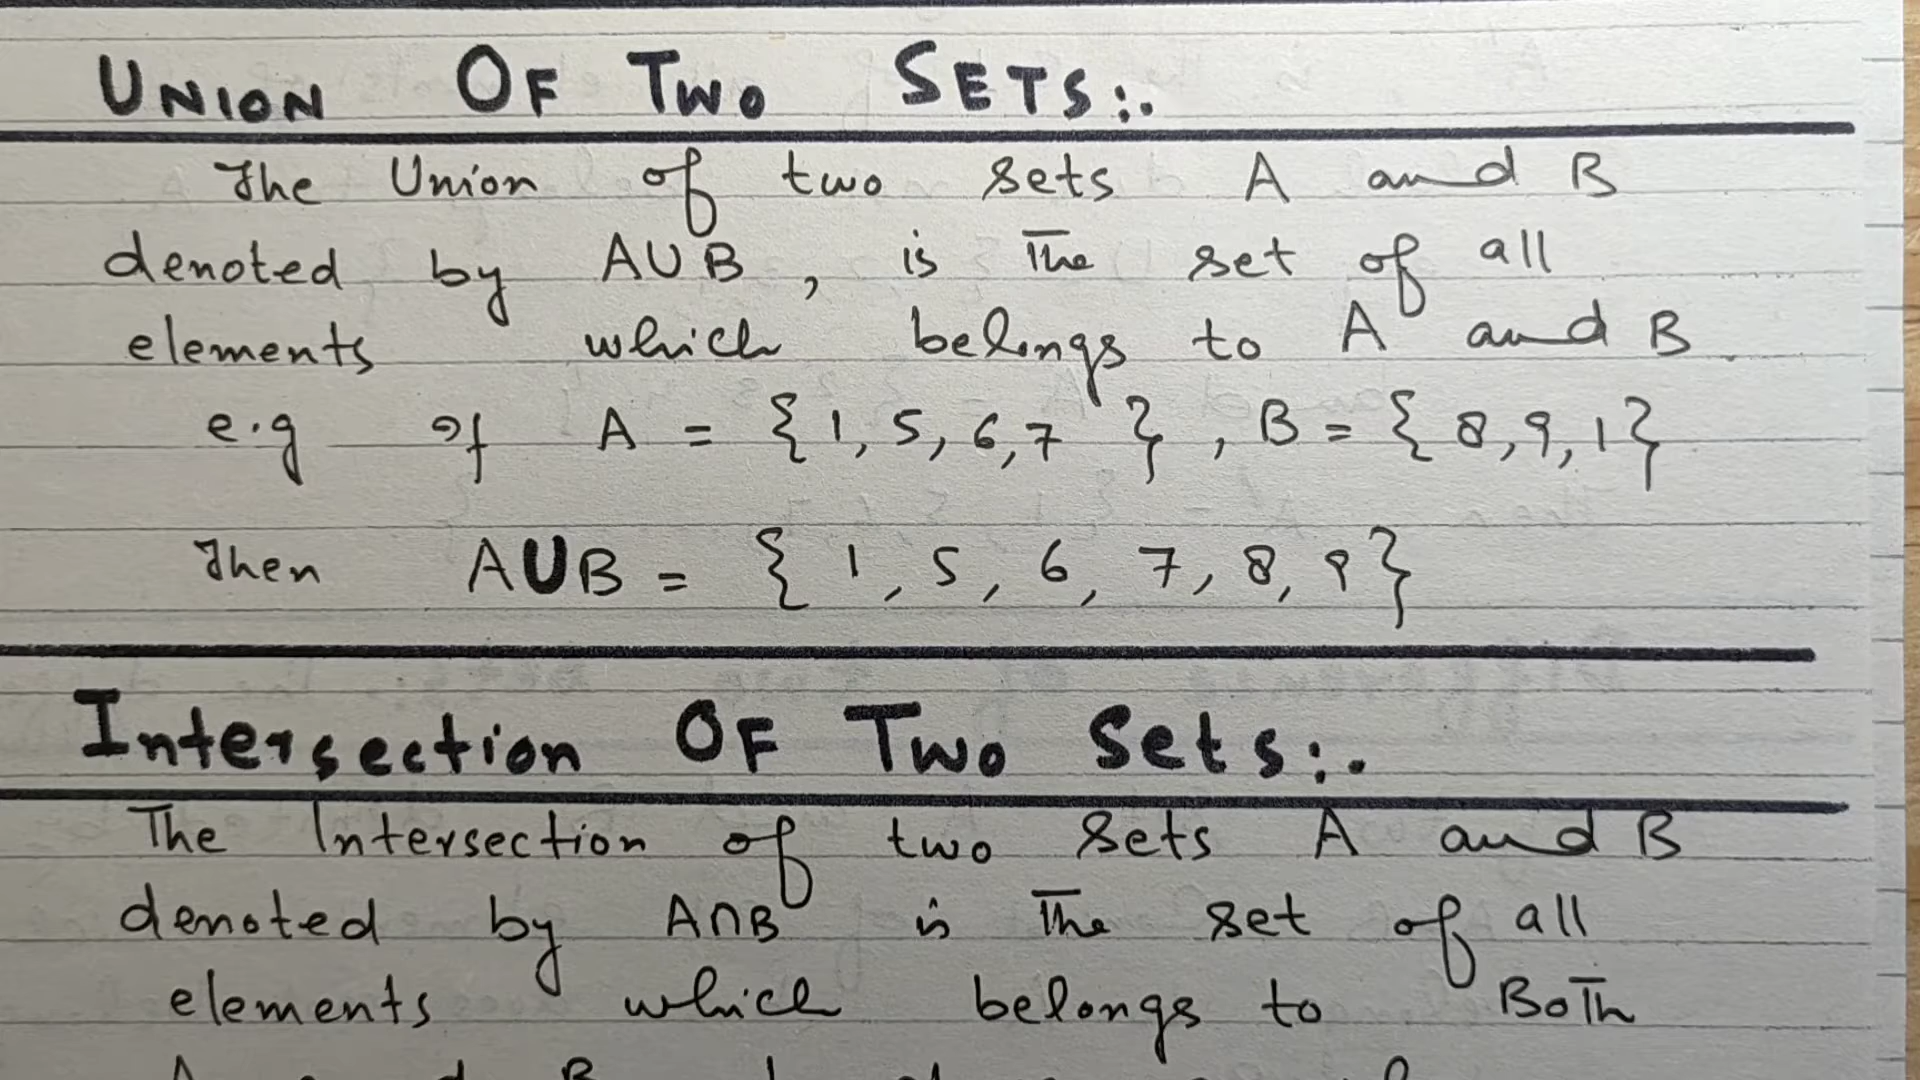 UNION OF TWO SETS:.
The Union of two sets A and B
denoted by A∪B, is The set of all
elements which belongs to A and B
e.g If A = {1, 5, 6, 7}, B = {8, 9, 1}
Then A∪B = {1, 5, 6, 7, 8, 9}
Intersection OF Two Sets:.
The Intersection of two sets A and B
denoted by A∩B is The set of all
elements which belongs to BoTh